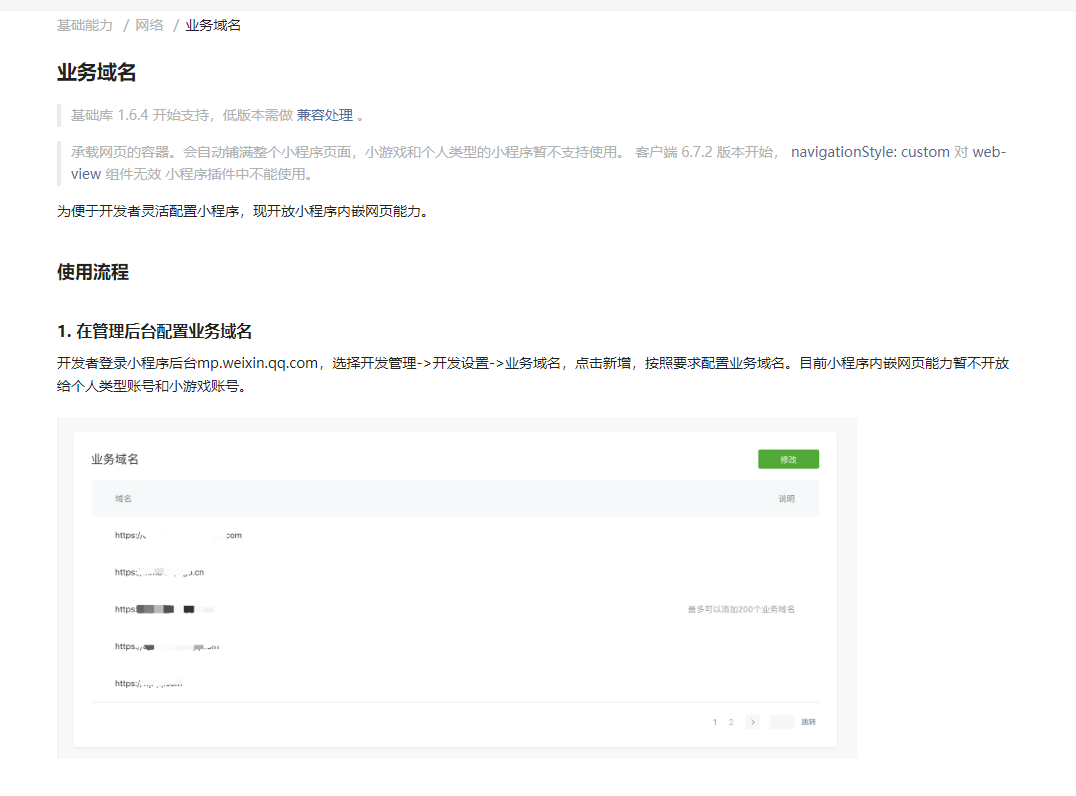 基础能力 / 网络 / 业务域名
业务域名
基础库 1.6.4 开始支持，低版本需做 兼容处理 。
承载网页的容器。会自动铺满整个小程序页面，小游戏和个人类型的小程序暂不支持使用。 客户端 6.7.2 版本开始， navigationStyle: custom 对 web-
view 组件无效 小程序插件中不能使用。
为便于开发者灵活配置小程序，现开放小程序内嵌网页能力。
使用流程
1. 在管理后台配置业务域名
开发者登录小程序后台mp.weixin.qq.com，选择开发管理->开发设置->业务域名，点击新增，按照要求配置业务域名。目前小程序内嵌网页能力暂不开放
给个人类型账号和小游戏账号。
业务域名 修改
域名 说明
https:/ .com
https: .cn
https: 最多可以添加200个业务域名
https:
https:/
1 2 > 跳转